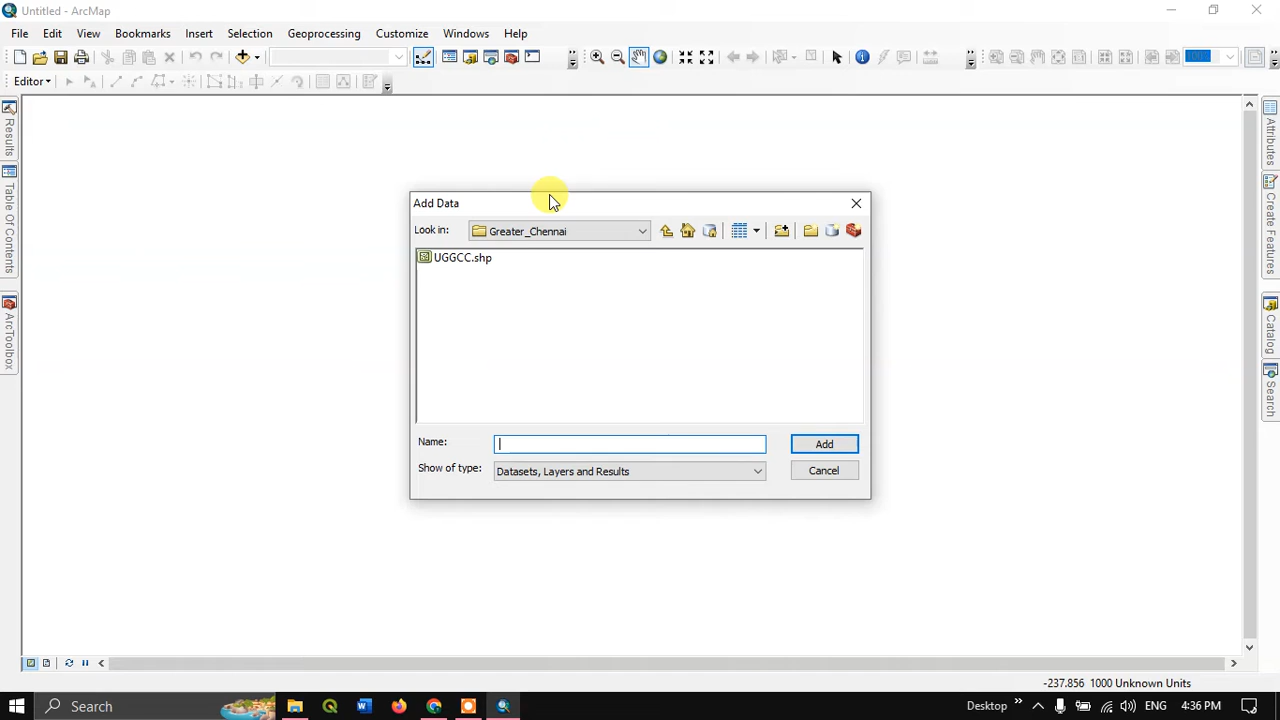 Untitled - ArcMap
File Edit View Bookmarks Insert Selection Geoprocessing Customize Windows Help
Editor
Results
Table Of Contents
ArcToolbox
Add Data
Look in: Greater_Chennai
UGGCC.shp
Name: Add
Show of type: Datasets, Layers and Results Cancel
Attributes
Create Features
Catalog
Search
-237.856 1000 Unknown Units
Search Desktop ENG 4:36 PM